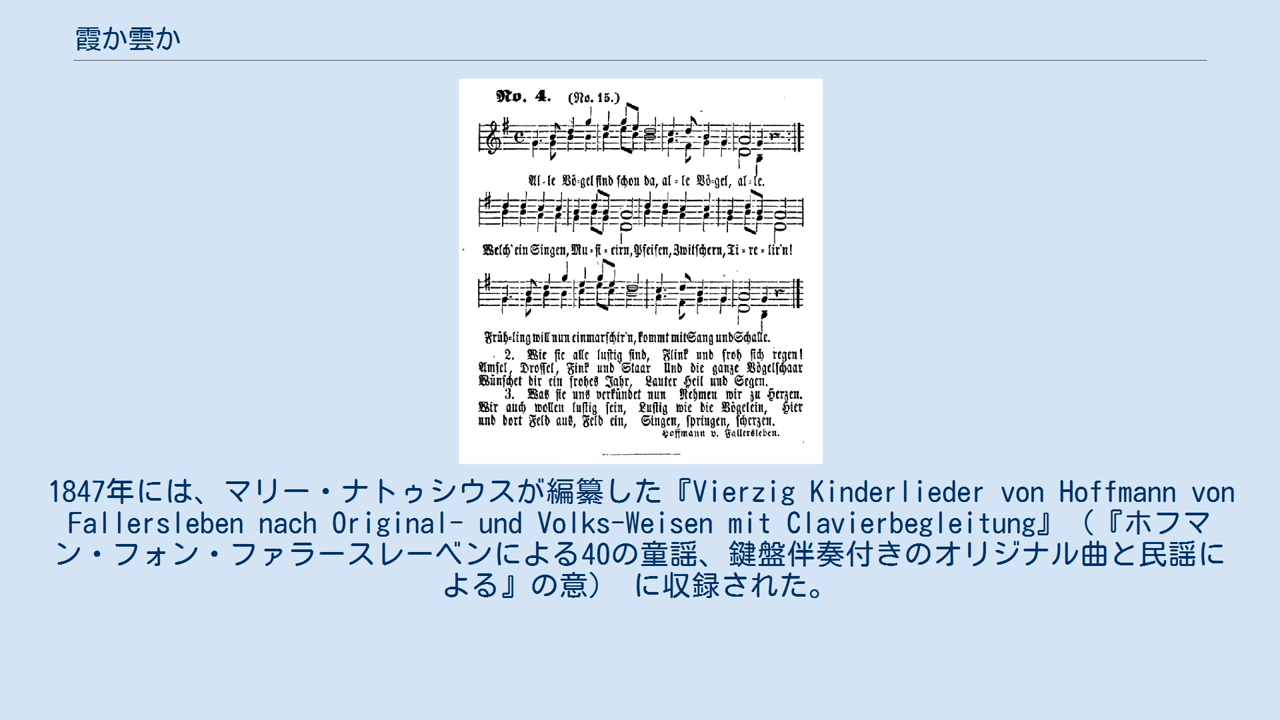 霞か雲か
No. 4. (No. 15.)
Al-le Vö-gel sind schon da, al-le Vö-gel, al-le.
Welch' ein Singen, Mu-si-cirn, Pfeifen, Zwitschern, Ti-re-lir'n!
Früh-ling will nun einmarschir'n, kommt mit Sang und Schalle.
2. Wie sie alle lustig sind, Flink und froh sich regen!
Amsel, Drossel, Fink und Staar Und die ganze Vögelschaar
Wünschet dir ein frohes Jahr, Lauter Heil und Segen.
3. Was sie uns verkündet nun Nehmen wir zu Herzen.
Wir auch wollen lustig sein, Lustig wie die Vögelein, Hier
und dort Feld aus, Feld ein, Singen, springen, scherzen.
Hoffmann v. Fallersleben.
1847年には、マリー・ナトゥシウスが編纂した『Vierzig Kinderlieder von Hoffmann von
Fallersleben nach Original- und Volks-Weisen mit Clavierbegleitung』（『ホフマ
ン・フォン・ファラースレーベンによる40の童謡、鍵盤伴奏付きのオリジナル曲と民謡に
よる』の意） に収録された。